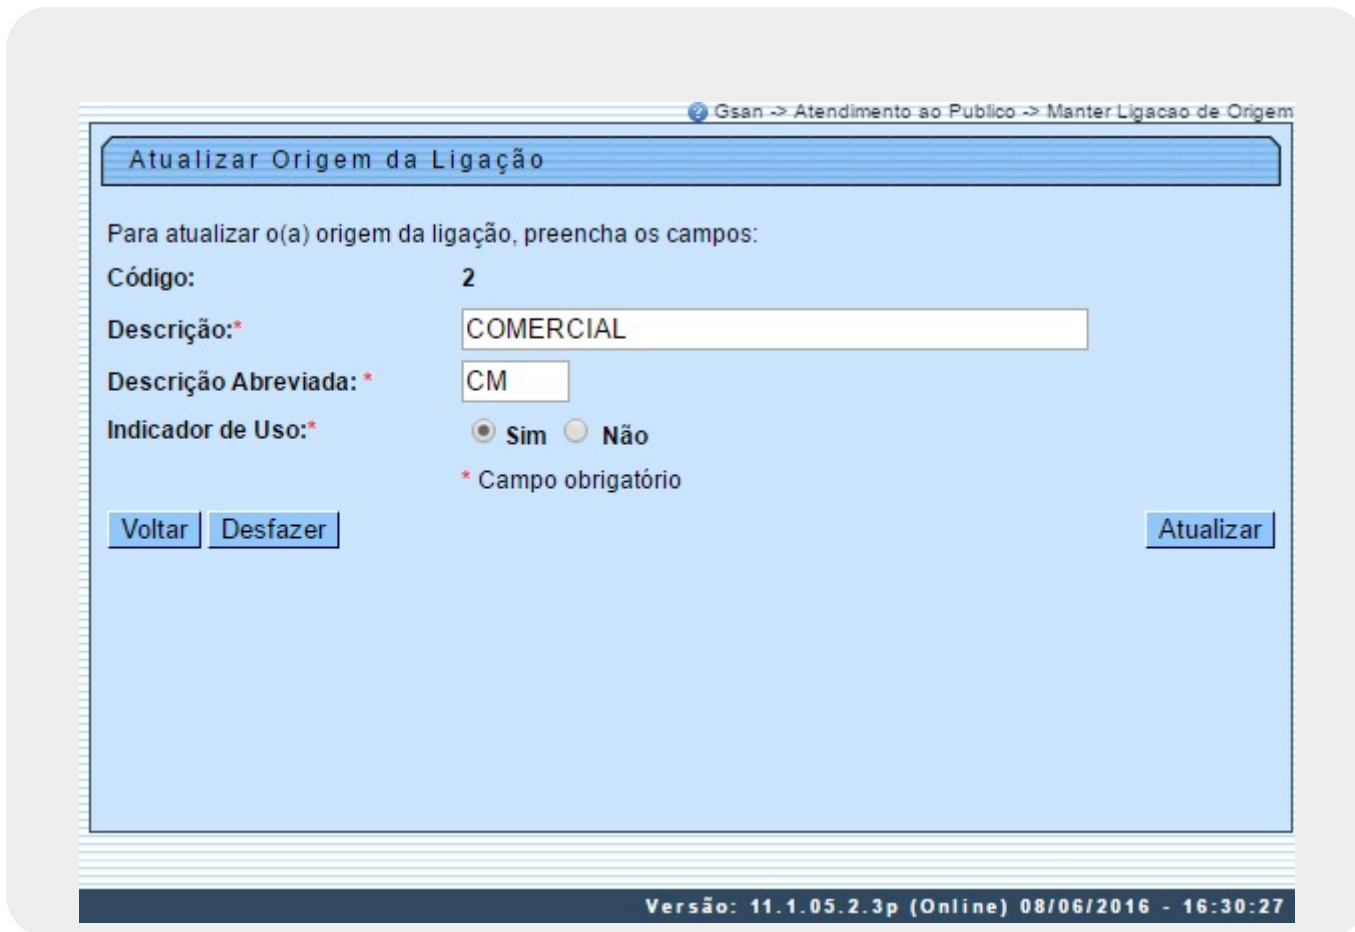 Gsan -> Atendimento ao Publico -> Manter Ligacao de Origem
Atualizar Origem da Ligação
Para atualizar o(a) origem da ligação, preencha os campos:
Código: 2
Descrição:* COMERCIAL
Descrição Abreviada: * CM
Indicador de Uso:* Sim Não
* Campo obrigatório
Voltar Desfazer Atualizar
Versão: 11.1.05.2.3p (Online) 08/06/2016 - 16:30:27